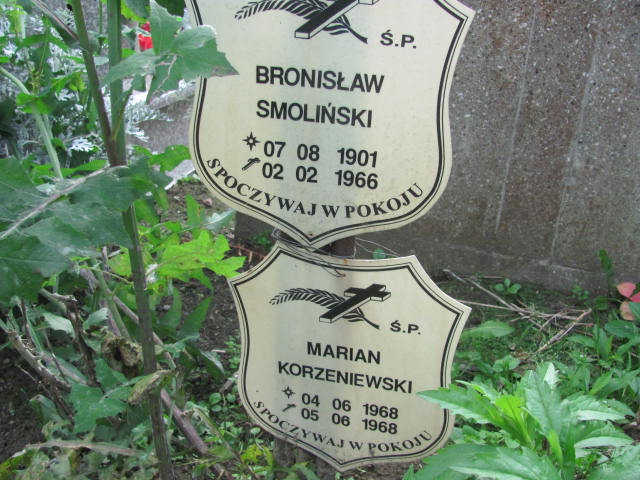 Ś.P.
BRONISŁAW
SMOLIŃSKI
07 08 1901
02 02 1966
SPOCZYWAJ W POKOJU
Ś.P.
MARIAN
KORZENIEWSKI
04 06 1968
05 06 1968
SPOCZYWAJ W POKOJU